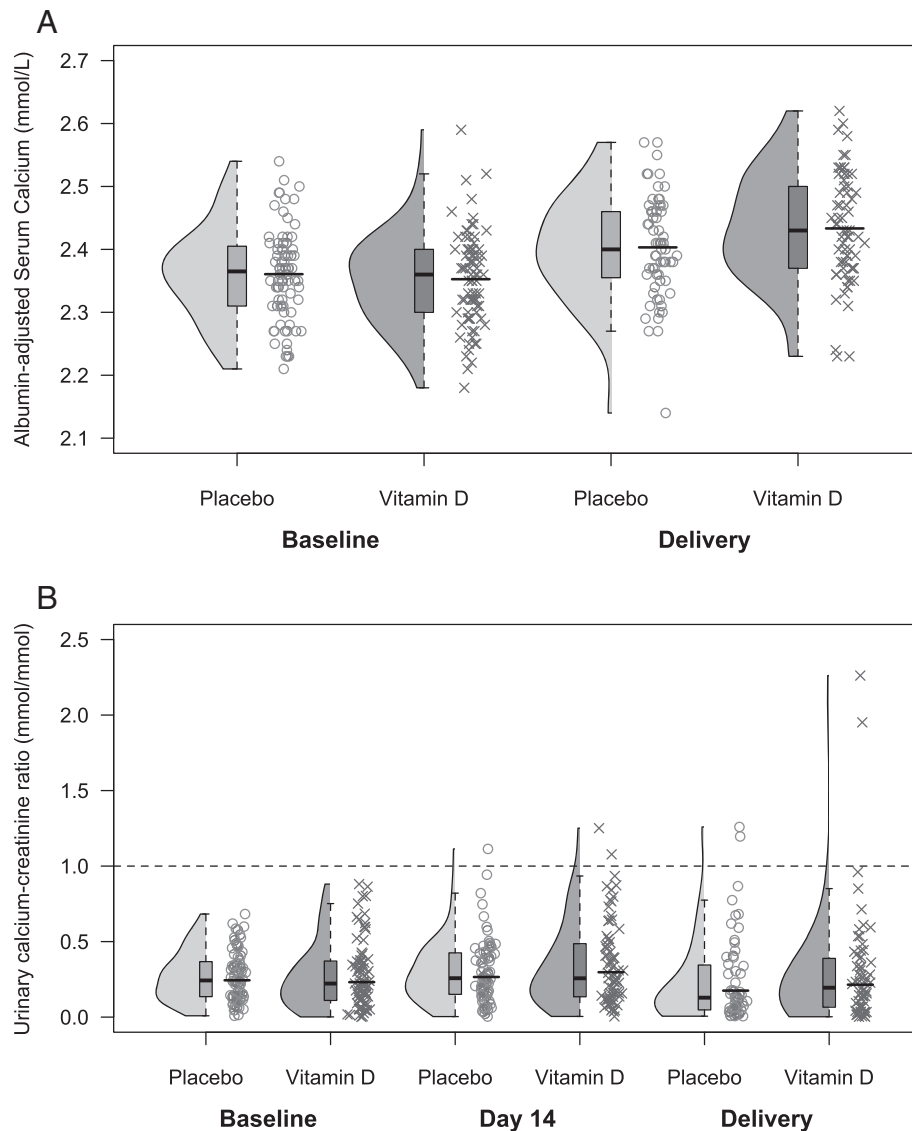 A
Albumin-adjusted Serum Calcium (mmol/L)
2.7
2.6
2.5
2.4
2.3
2.2
2.1
Placebo Vitamin D Placebo Vitamin D
Baseline Delivery
B
Urinary calcium-creatinine ratio (mmol/mmol)
2.5
2.0
1.5
1.0
0.5
0.0
Placebo Vitamin D Placebo Vitamin D Placebo Vitamin D
Baseline Day 14 Delivery